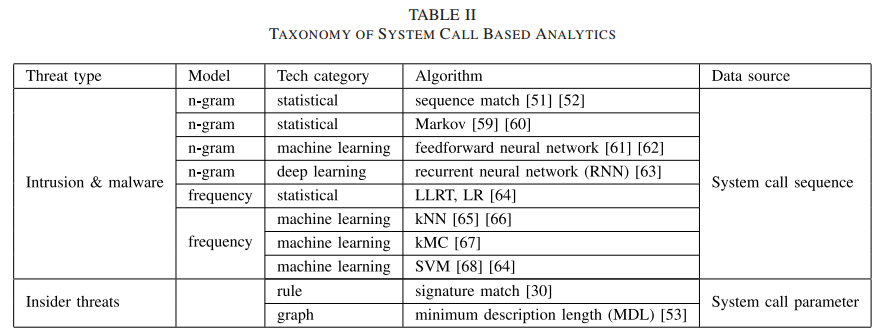 TABLE II
TAXONOMY OF SYSTEM CALL BASED ANALYTICS
Threat type Model Tech category Algorithm Data source
n-gram statistical sequence match [51] [52]
n-gram statistical Markov [59] [60]
n-gram machine learning feedforward neural network [61] [62]
n-gram deep learning recurrent neural network (RNN) [63]
Intrusion & malware System call sequence
frequency statistical LLRT, LR [64]
machine learning kNN [65] [66]
frequency machine learning kMC [67]
machine learning SVM [68] [64]
rule signature match [30]
Insider threats System call parameter
graph minimum description length (MDL) [53]